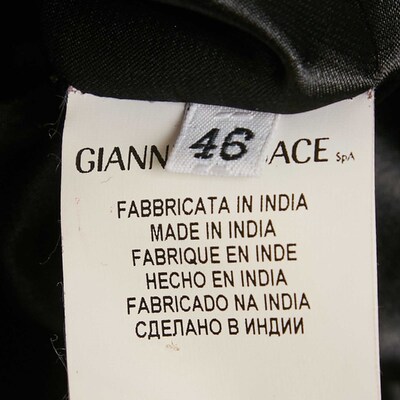 46
GIANN ACE SpA
FABBRICATA IN INDIA
MADE IN INDIA
FABRIQUE EN INDE
HECHO EN INDIA
FABRICADO NA INDIA
СДЕЛАНО В ИНДИИ